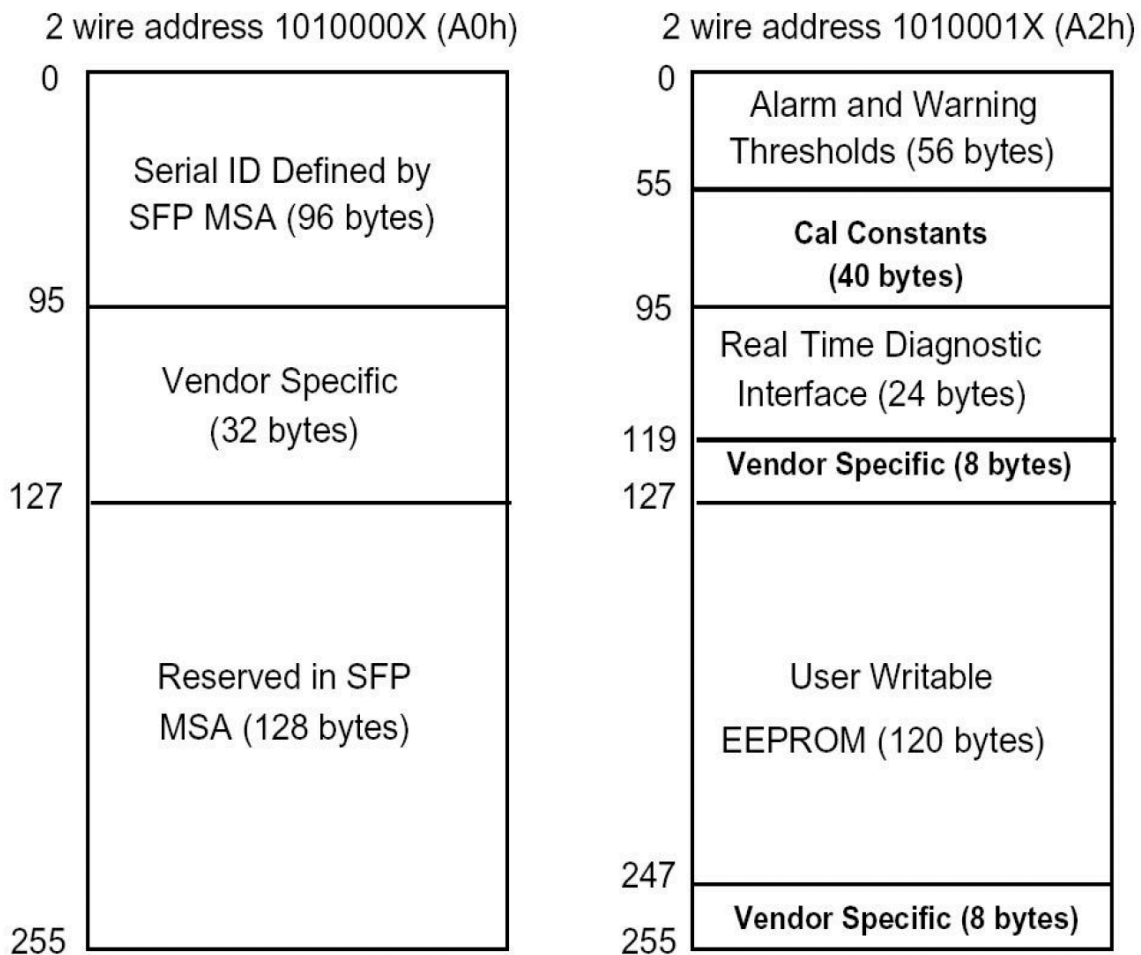 2 wire address 1010000X (A0h)
0
Serial ID Defined by
SFP MSA (96 bytes)
95
Vendor Specific
(32 bytes)
127
Reserved in SFP
MSA (128 bytes)
255
2 wire address 1010001X (A2h)
0
Alarm and Warning
Thresholds (56 bytes)
55
Cal Constants
(40 bytes)
95
Real Time Diagnostic
Interface (24 bytes)
119
Vendor Specific (8 bytes)
127
User Writable
EEPROM (120 bytes)
247
Vendor Specific (8 bytes)
255